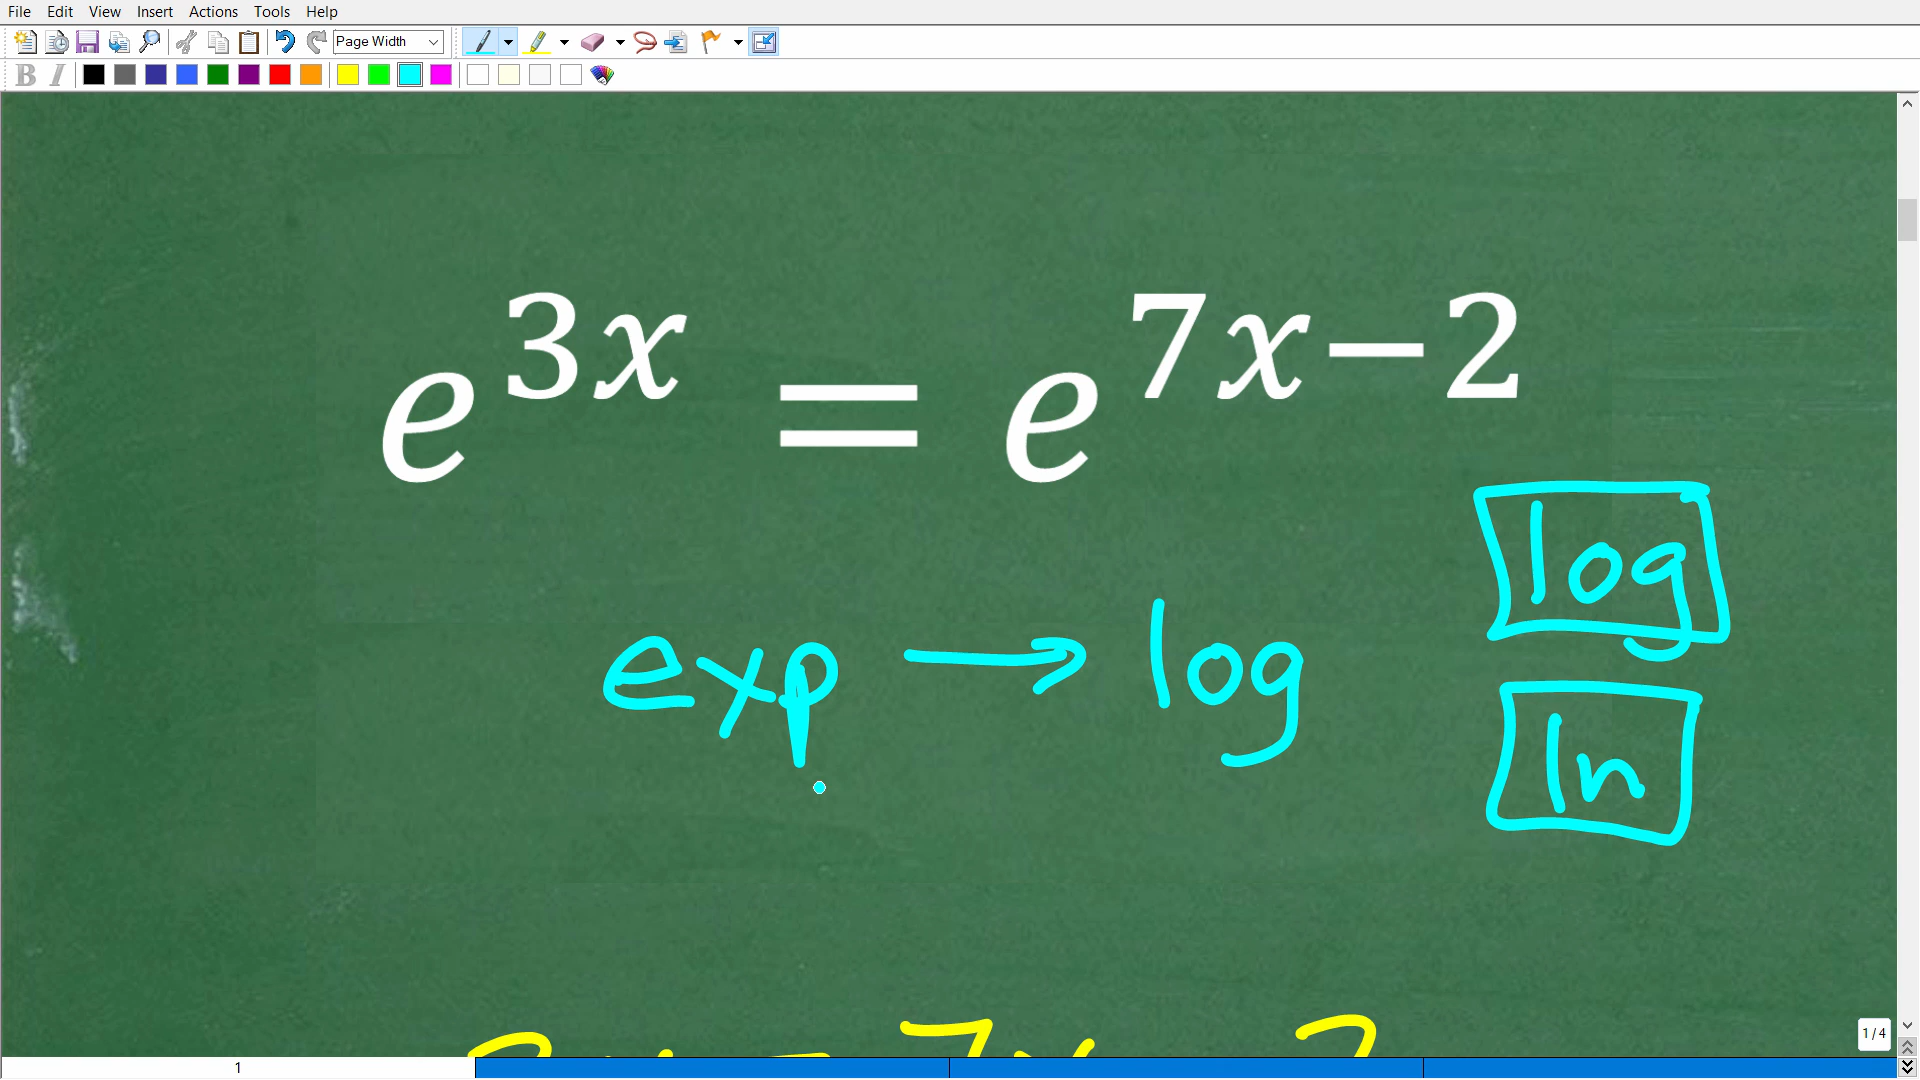 File Edit View Insert Actions Tools Help
Page Width
B I
e^{3x} = e^{7x-2}
log
exp → log
ln
1 / 4
1